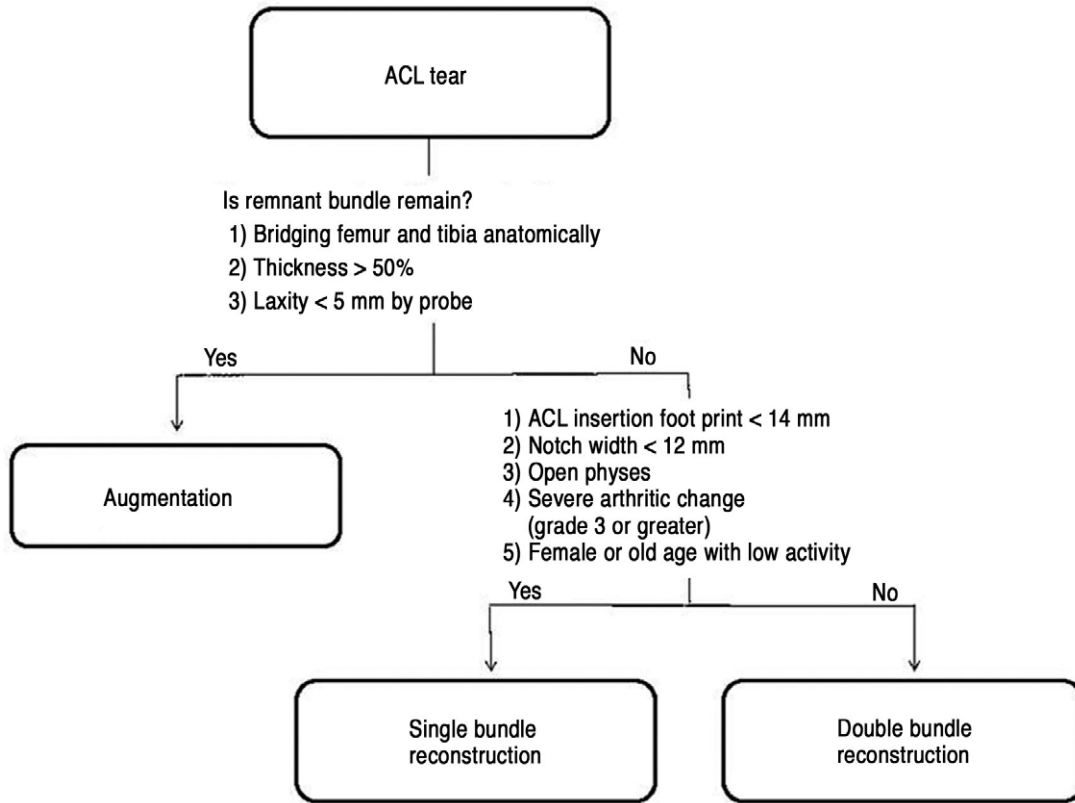 ACL tear
Is remnant bundle remain?
1) Bridging femur and tibia anatomically
2) Thickness > 50%
3) Laxity < 5 mm by probe
Yes
No
Augmentation
1) ACL insertion foot print < 14 mm
2) Notch width < 12 mm
3) Open physes
4) Severe arthritic change
(grade 3 or greater)
5) Female or old age with low activity
Yes
No
Single bundle
reconstruction
Double bundle
reconstruction